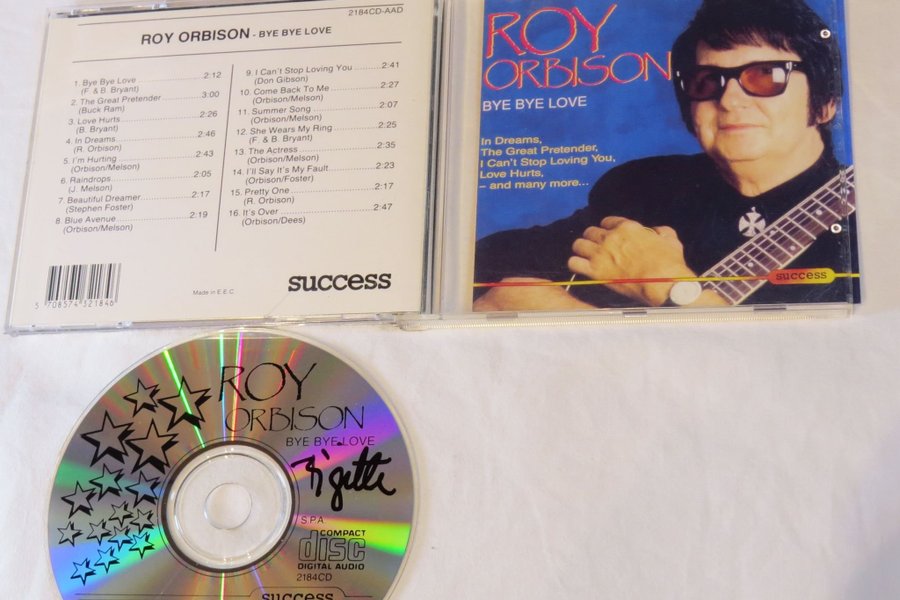 2184CD-AAD
ROY ORBISON - BYE BYE LOVE
1. Bye Bye Love 2:12
(F. & B. Bryant)
2. The Great Pretender 3:00
(Buck Ram)
3. Love Hurts 2:26
(B. Bryant)
4. In Dreams 2:46
(R. Orbison)
5. I'm Hurting 2:43
(Orbison/Melson)
6. Raindrops 2:05
(J. Melson)
7. Beautiful Dreamer 2:17
(Stephen Foster)
8. Blue Avenue 2:19
(Orbison/Melson)
9. I Can't Stop Loving You 2:41
(Don Gibson)
10. Come Back To Me 2:27
(Orbison/Melson)
11. Summer Song 2:07
(Orbison/Melson)
12. She Wears My Ring 2:25
(F. & B. Bryant)
13. The Actress 2:35
(Orbison/Melson)
14. I'll Say It's My Fault 2:23
(Orbison/Foster)
15. Pretty One 2:17
(R. Orbison)
16. It's Over 2:47
(Orbison/Dees)
5 708574 321846
Made in E.E.C.
success
ROY
ORBISON
BYE BYE LOVE
In Dreams,
The Great Pretender,
I Can't Stop Loving You,
Love Hurts,
– and many more...
success
ROY
ORBISON
BYE BYE LOVE
SPA
COMPACT
disc
DIGITAL AUDIO
2184CD
success